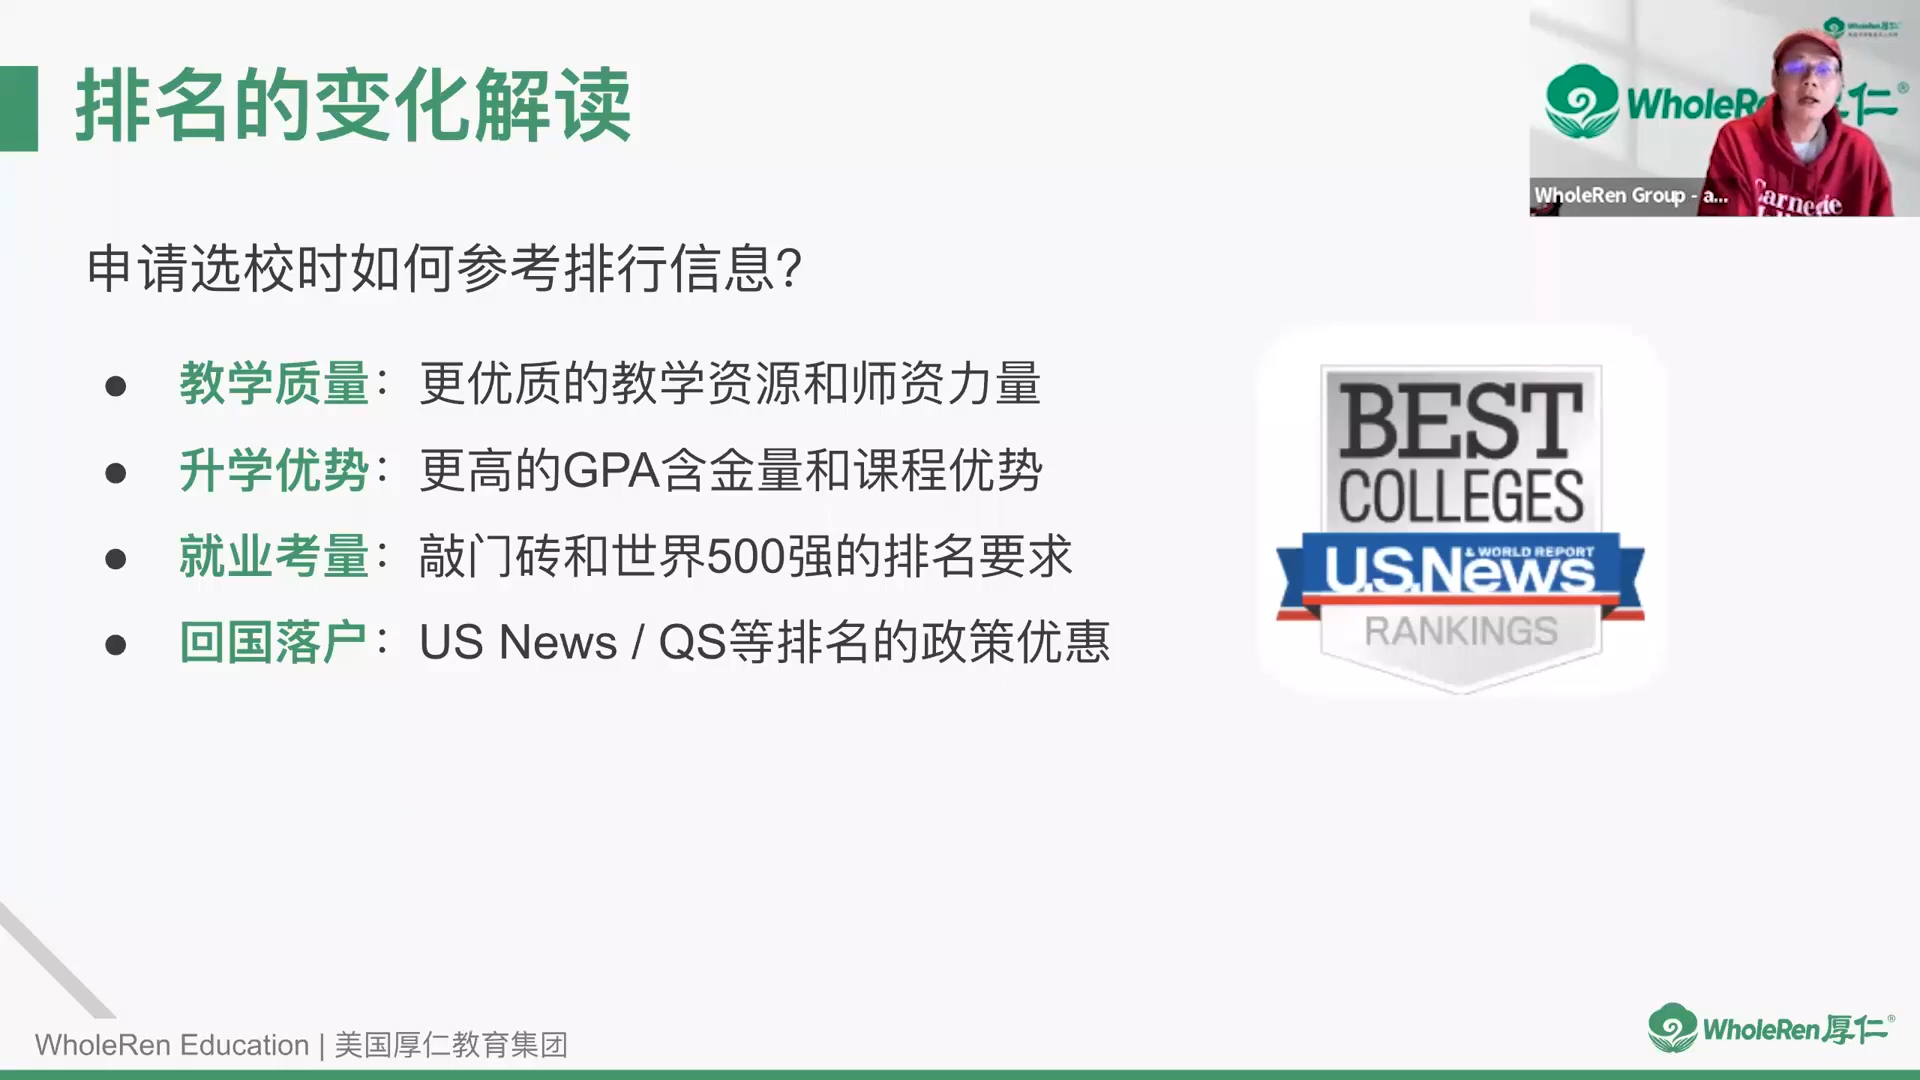 排名的变化解读
WholeRen
WholeRe 仁®
WholeRen Group - a...
Carnegie
申请选校时如何参考排行信息?
● 教学质量：更优质的教学资源和师资力量
● 升学优势：更高的GPA含金量和课程优势
● 就业考量：敲门砖和世界500强的排名要求
● 回国落户：US News / QS等排名的政策优惠
BEST
COLLEGES
& WORLD REPORT
U.S.News
RANKINGS
WholeRen Education | 美国厚仁教育集团
WholeRen厚仁®